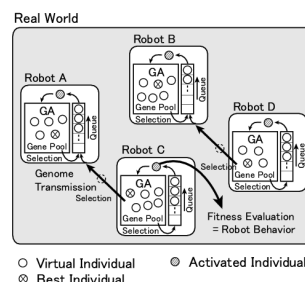 Real World
Robot B
GA
Gene Pool
Selection
Queue
Robot A
GA
Gene Pool
Selection
Queue
Robot D
GA
Gene Pool
Selection
Queue
Robot C
GA
Gene Pool
Selection
Queue
Genome
Transmission
Selection
Selection
Fitness Evaluation
= Robot Behavior
Virtual Individual
Activated Individual
Best Individual